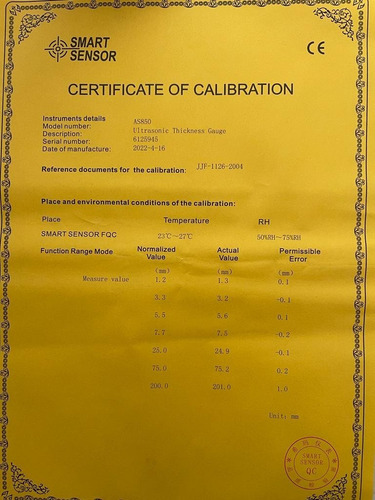 SMART
SENSOR
CE
CERTIFICATE OF CALIBRATION
Instruments details
Model number: AS850
Description: Ultrasonic Thickness Gauge
Serial number: 6125945
Date of manufacture: 2022-4-16
Reference documents for the calibration: JJF-1126-2004
Place and environmental conditions of the calibration:
Place Temperature RH
SMART SENSOR FQC 23℃~27℃ 50%RH~75%RH
Function Range Mode Normalized Value Actual Value Permissible Error
(mm) (mm) (mm)
Measure value 1.2 1.3 0.1
3.3 3.2 -0.1
5.5 5.6 0.1
7.7 7.5 -0.2
25.0 24.9 -0.1
75.0 75.2 0.2
200.0 201.0 1.0
Unit: mm
SMART
SENSOR
QC